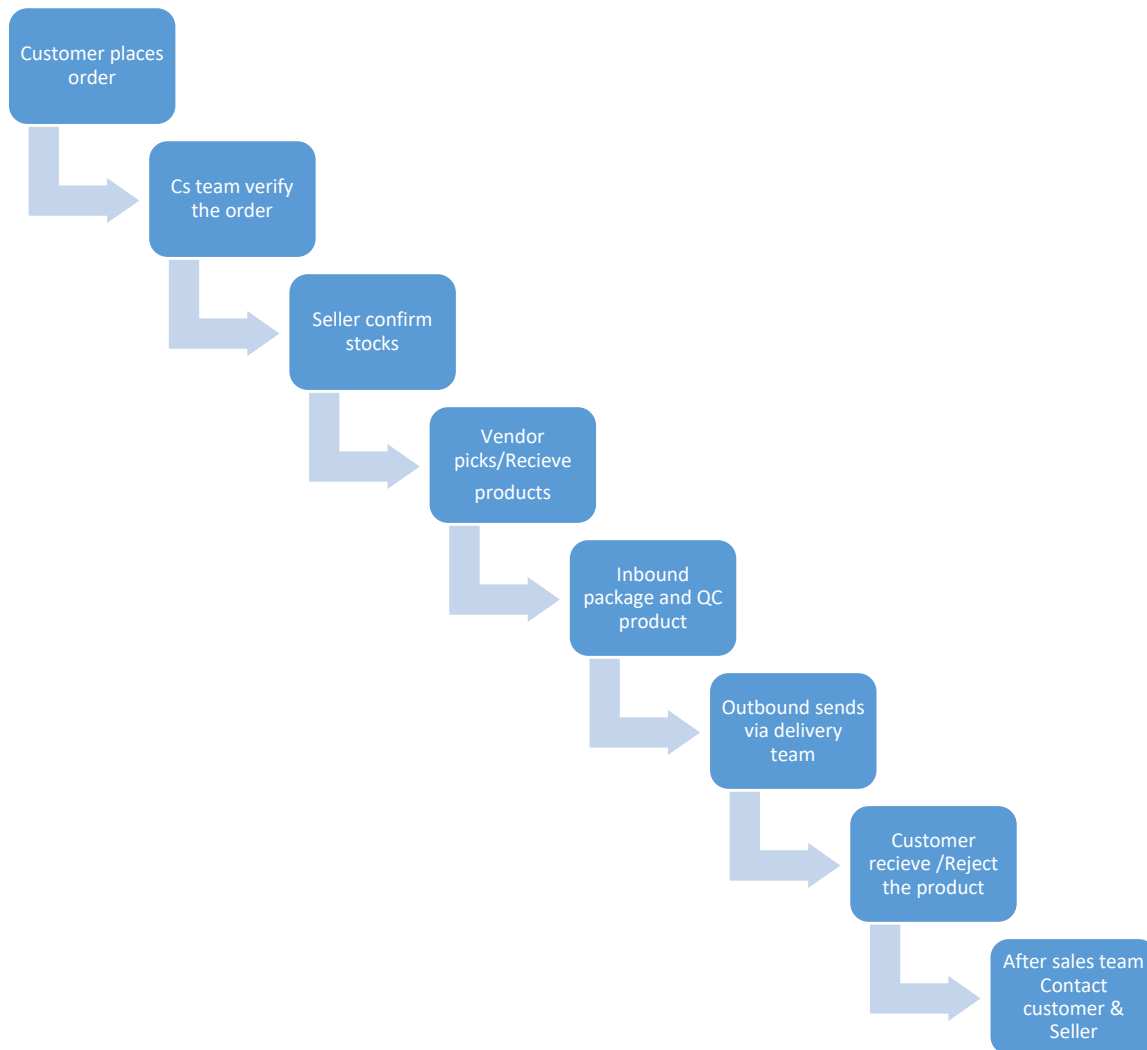 Customer places
order
Cs team verify
the order
Seller confirm
stocks
Vendor
picks/Recieve
products
Inbound
package and QC
product
Outbound sends
via delivery
team
Customer
recieve /Reject
the product
After sales team
Contact
customer &
Seller